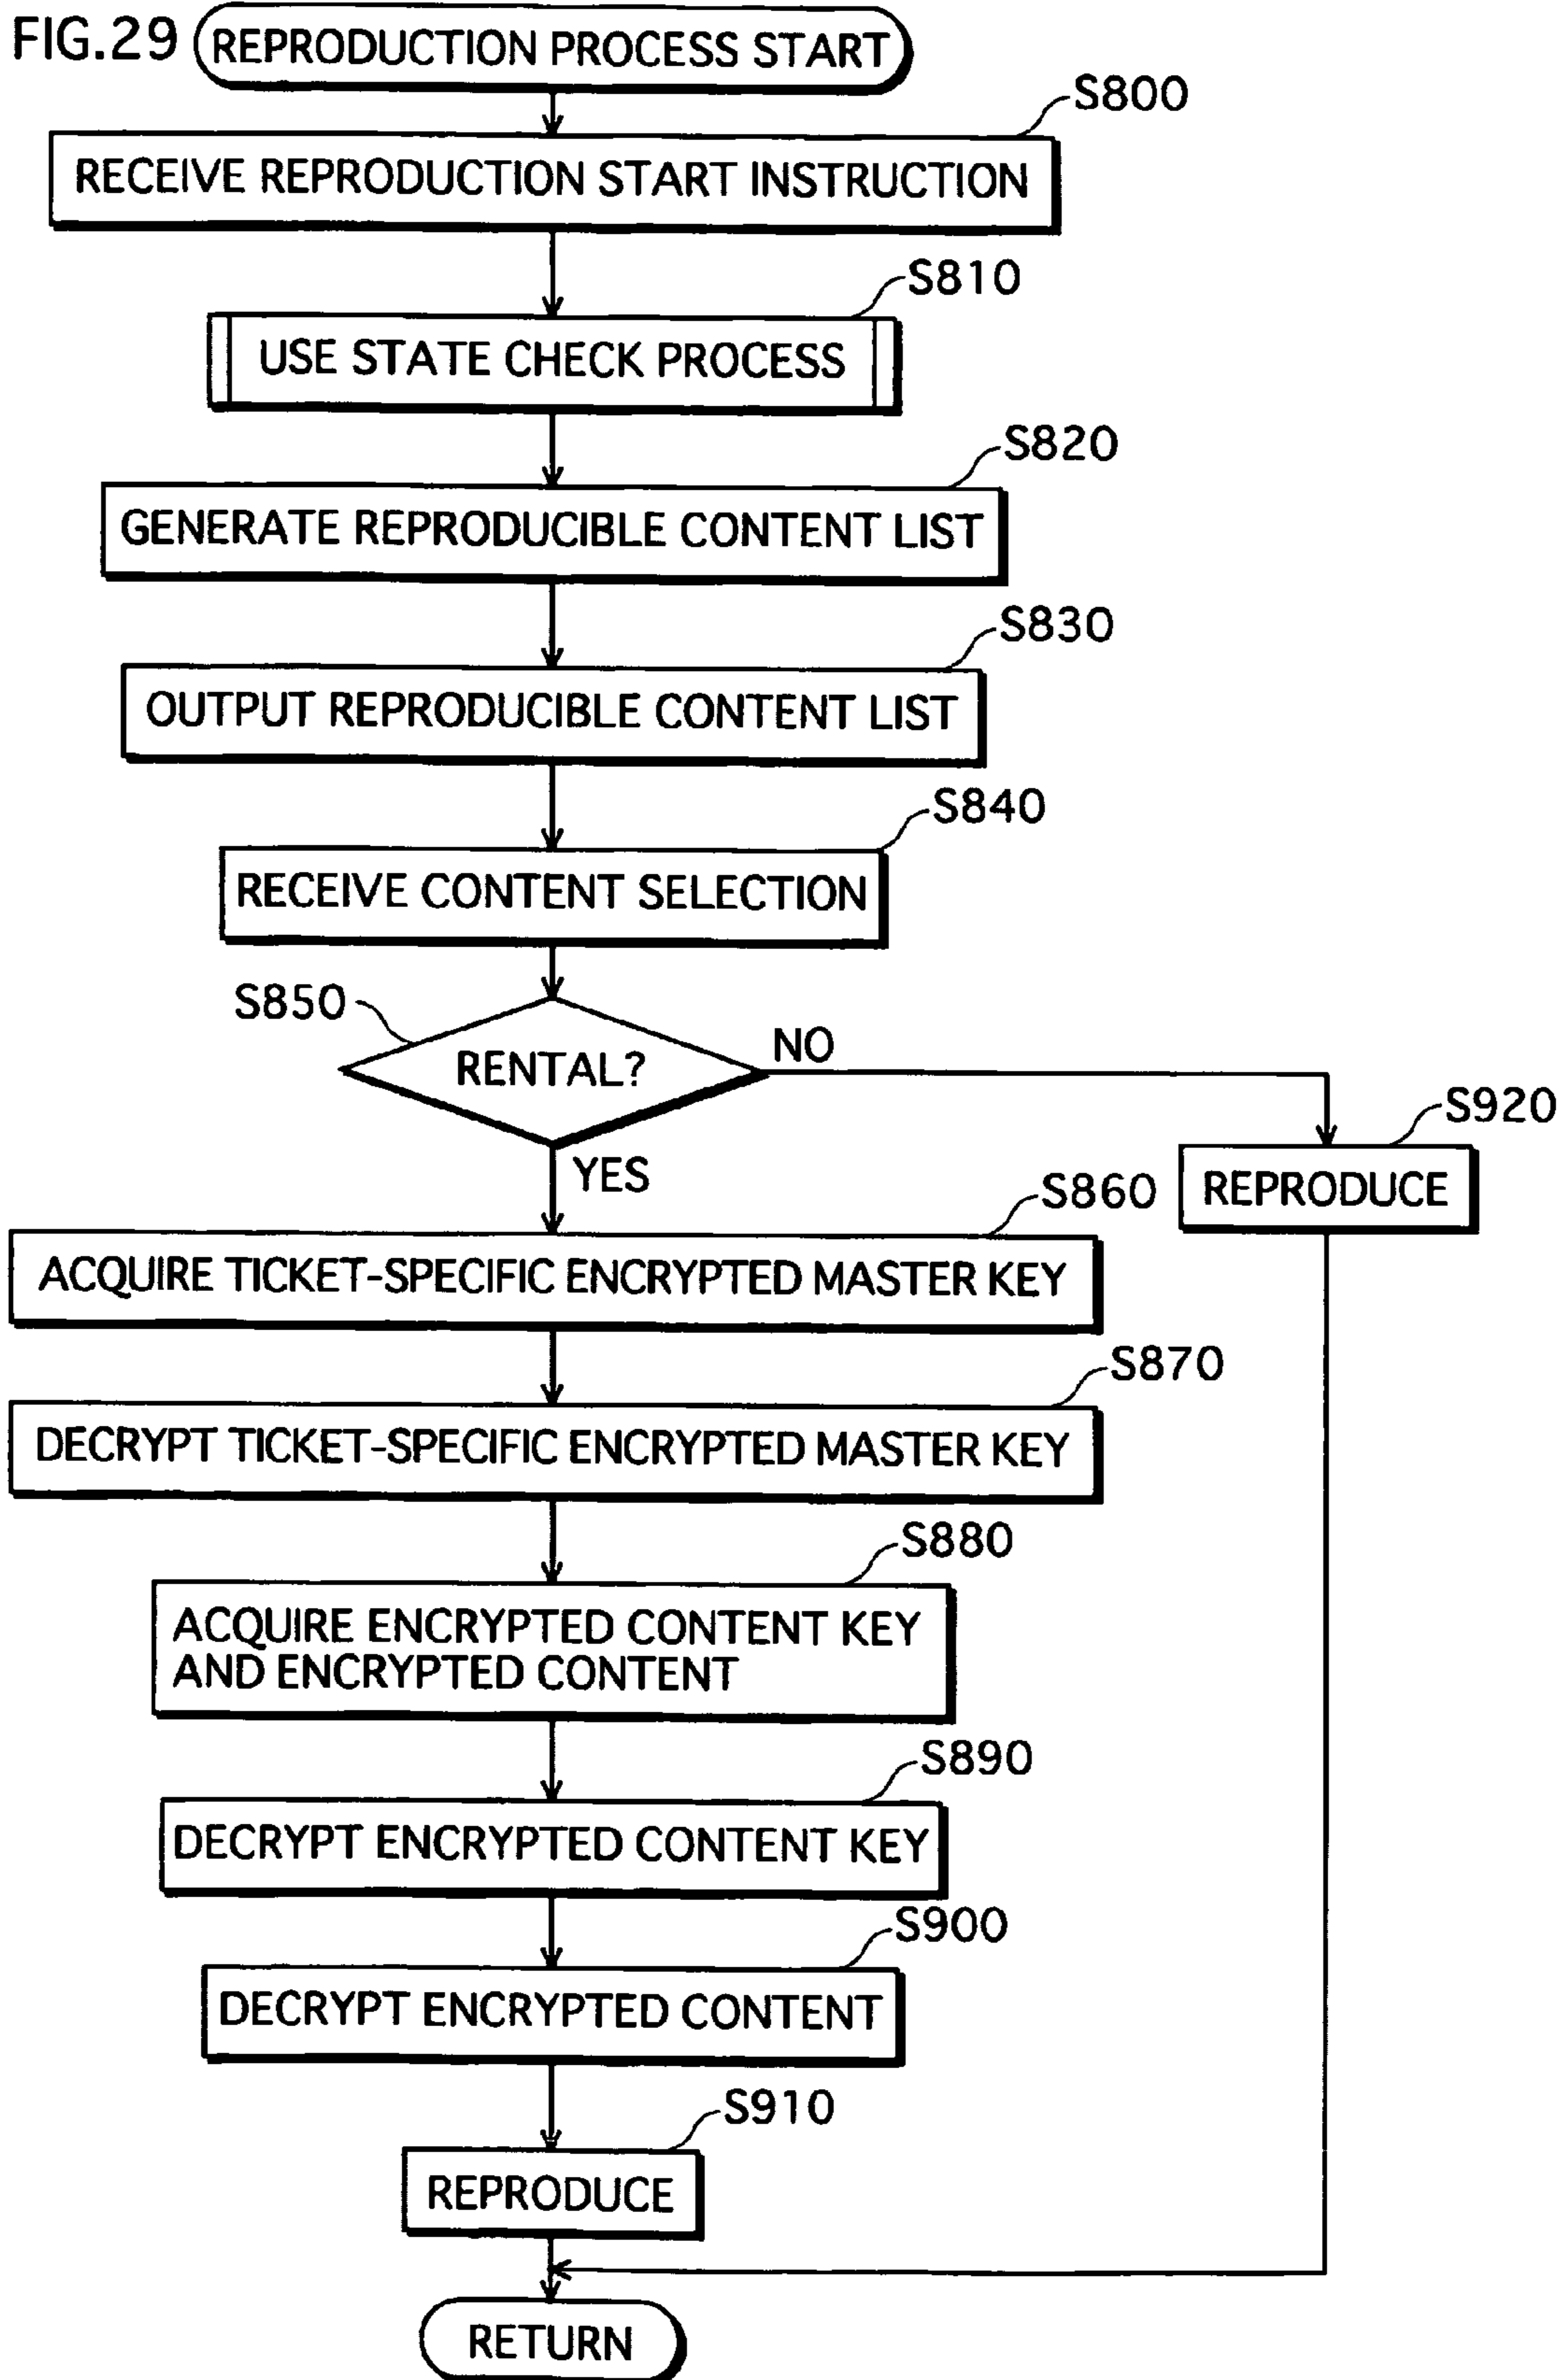 FIG.29
REPRODUCTION PROCESS START
S800
RECEIVE REPRODUCTION START INSTRUCTION
S810
USE STATE CHECK PROCESS
S820
GENERATE REPRODUCIBLE CONTENT LIST
S830
OUTPUT REPRODUCIBLE CONTENT LIST
S840
RECEIVE CONTENT SELECTION
S850
RENTAL?
NO
YES
S920
REPRODUCE
S860
ACQUIRE TICKET-SPECIFIC ENCRYPTED MASTER KEY
S870
DECRYPT TICKET-SPECIFIC ENCRYPTED MASTER KEY
S880
ACQUIRE ENCRYPTED CONTENT KEY
AND ENCRYPTED CONTENT
S890
DECRYPT ENCRYPTED CONTENT KEY
S900
DECRYPT ENCRYPTED CONTENT
S910
REPRODUCE
RETURN